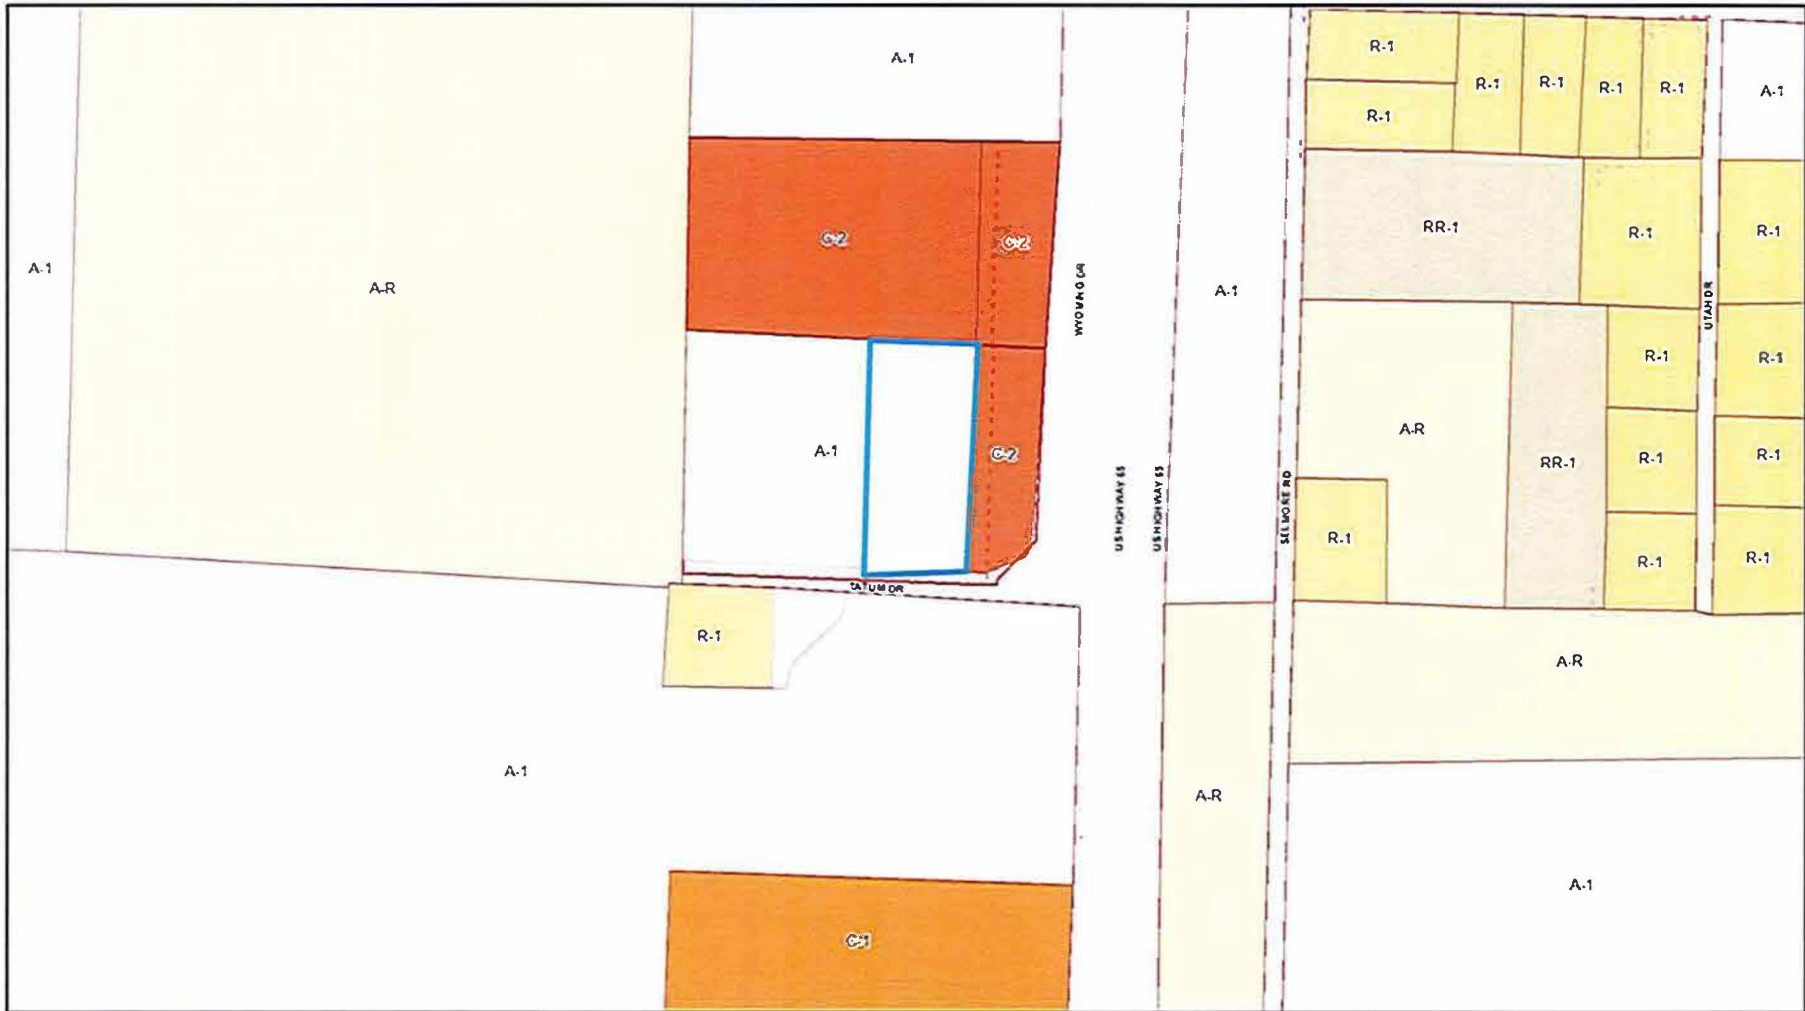 A-1
R-1
R-1
R-1
R-1
R-1
A-1
R-1
RR-1
R-1
R-1
C-2
C-2
A-1
A-R
A-1
WYOMING DR
UTAH DR
R-1
R-1
A-R
A-1
C-2
RR-1
R-1
R-1
US HIGHWAY 65
US HIGHWAY 65
SELMORE RD
R-1
R-1
R-1
TATUM DR
R-1
A-R
A-1
A-R
A-1
C-1